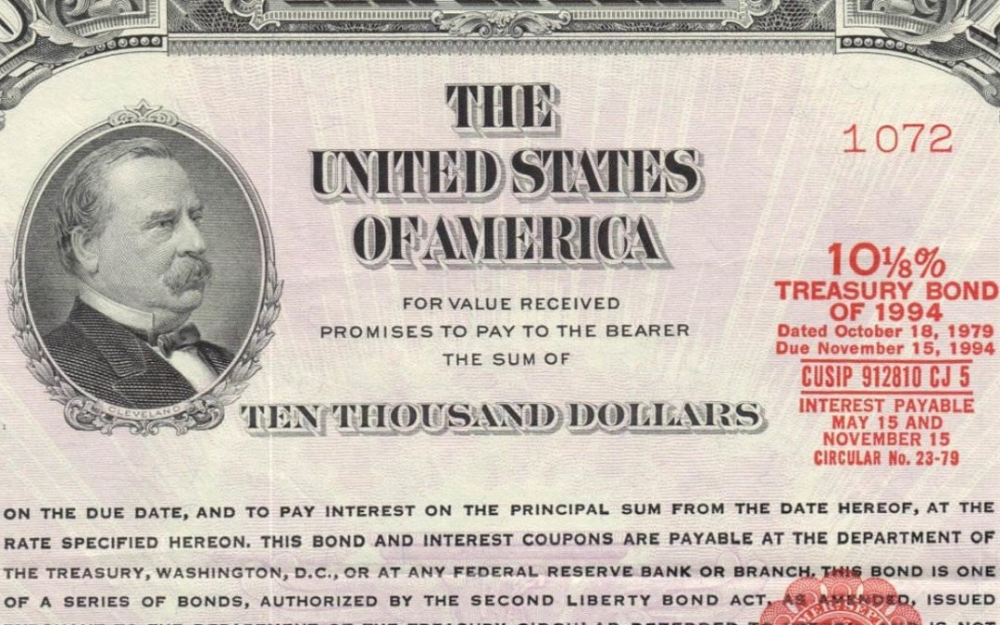 THE
UNITED STATES
OF AMERICA
1072
FOR VALUE RECEIVED
PROMISES TO PAY TO THE BEARER
THE SUM OF
TEN THOUSAND DOLLARS
CLEVELAND
10⅛%
TREASURY BOND
OF 1994
Dated October 18, 1979
Due November 15, 1994
CUSIP 912810 CJ 5
INTEREST PAYABLE
MAY 15 AND
NOVEMBER 15
CIRCULAR No. 23-79
ON THE DUE DATE, AND TO PAY INTEREST ON THE PRINCIPAL SUM FROM THE DATE HEREOF, AT THE
RATE SPECIFIED HEREON. THIS BOND AND INTEREST COUPONS ARE PAYABLE AT THE DEPARTMENT OF
THE TREASURY, WASHINGTON, D.C., OR AT ANY FEDERAL RESERVE BANK OR BRANCH. THIS BOND IS ONE
OF A SERIES OF BONDS, AUTHORIZED BY THE SECOND LIBERTY BOND ACT, AS AMENDED, ISSUED